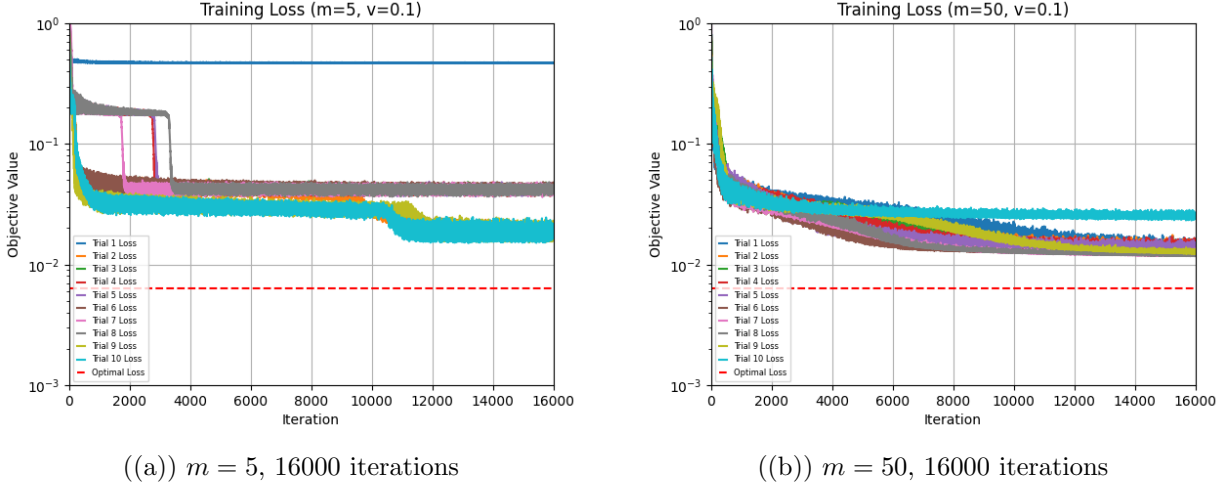 Training Loss (m=5, v=0.1)
Objective Value
10⁰
10⁻¹
10⁻²
10⁻³
Trial 1 Loss
Trial 2 Loss
Trial 3 Loss
Trial 4 Loss
Trial 5 Loss
Trial 6 Loss
Trial 7 Loss
Trial 8 Loss
Trial 9 Loss
Trial 10 Loss
Optimal Loss
0 2000 4000 6000 8000 10000 12000 14000 16000
Iteration
((a)) m = 5, 16000 iterations
Training Loss (m=50, v=0.1)
Objective Value
10⁰
10⁻¹
10⁻²
10⁻³
Trial 1 Loss
Trial 2 Loss
Trial 3 Loss
Trial 4 Loss
Trial 5 Loss
Trial 6 Loss
Trial 7 Loss
Trial 8 Loss
Trial 9 Loss
Trial 10 Loss
Optimal Loss
0 2000 4000 6000 8000 10000 12000 14000 16000
Iteration
((b)) m = 50, 16000 iterations